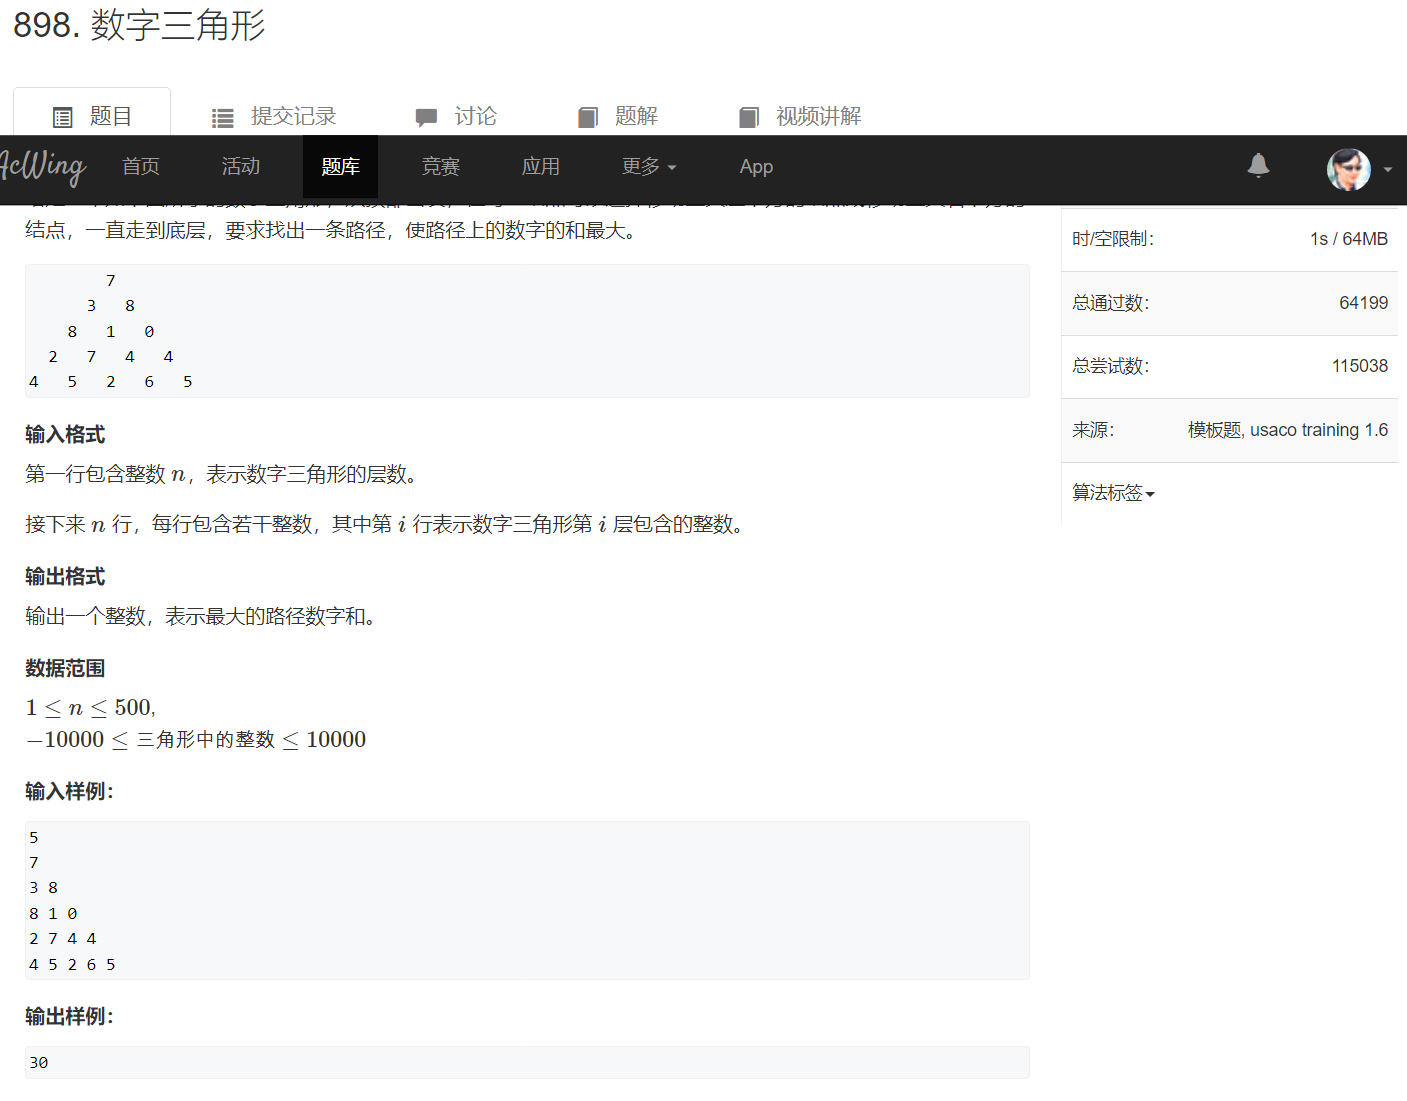 898. 数字三角形
题目 提交记录 讨论 题解 视频讲解
AcWing 首页 活动 题库 竞赛 应用 更多 App
结点，一直走到底层，要求找出一条路径，使路径上的数字的和最大。
7
3 8
8 1 0
2 7 4 4
4 5 2 6 5
输入格式
第一行包含整数 n，表示数字三角形的层数。
接下来 n 行，每行包含若干整数，其中第 i 行表示数字三角形第 i 层包含的整数。
输出格式
输出一个整数，表示最大的路径数字和。
数据范围
1 ≤ n ≤ 500,
−10000 ≤ 三角形中的整数 ≤ 10000
输入样例：
5
7
3 8
8 1 0
2 7 4 4
4 5 2 6 5
输出样例：
30
时/空限制： 1s / 64MB
总通过数： 64199
总尝试数： 115038
来源： 模板题, usaco training 1.6
算法标签